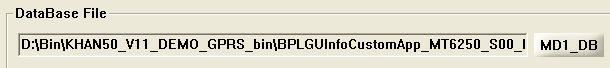 DataBase File
D:\Bin\KHAN50_V11_DEMO_GPRS_bin\BPLGUInfoCustomApp_MT6250_S00_I MD1_DB